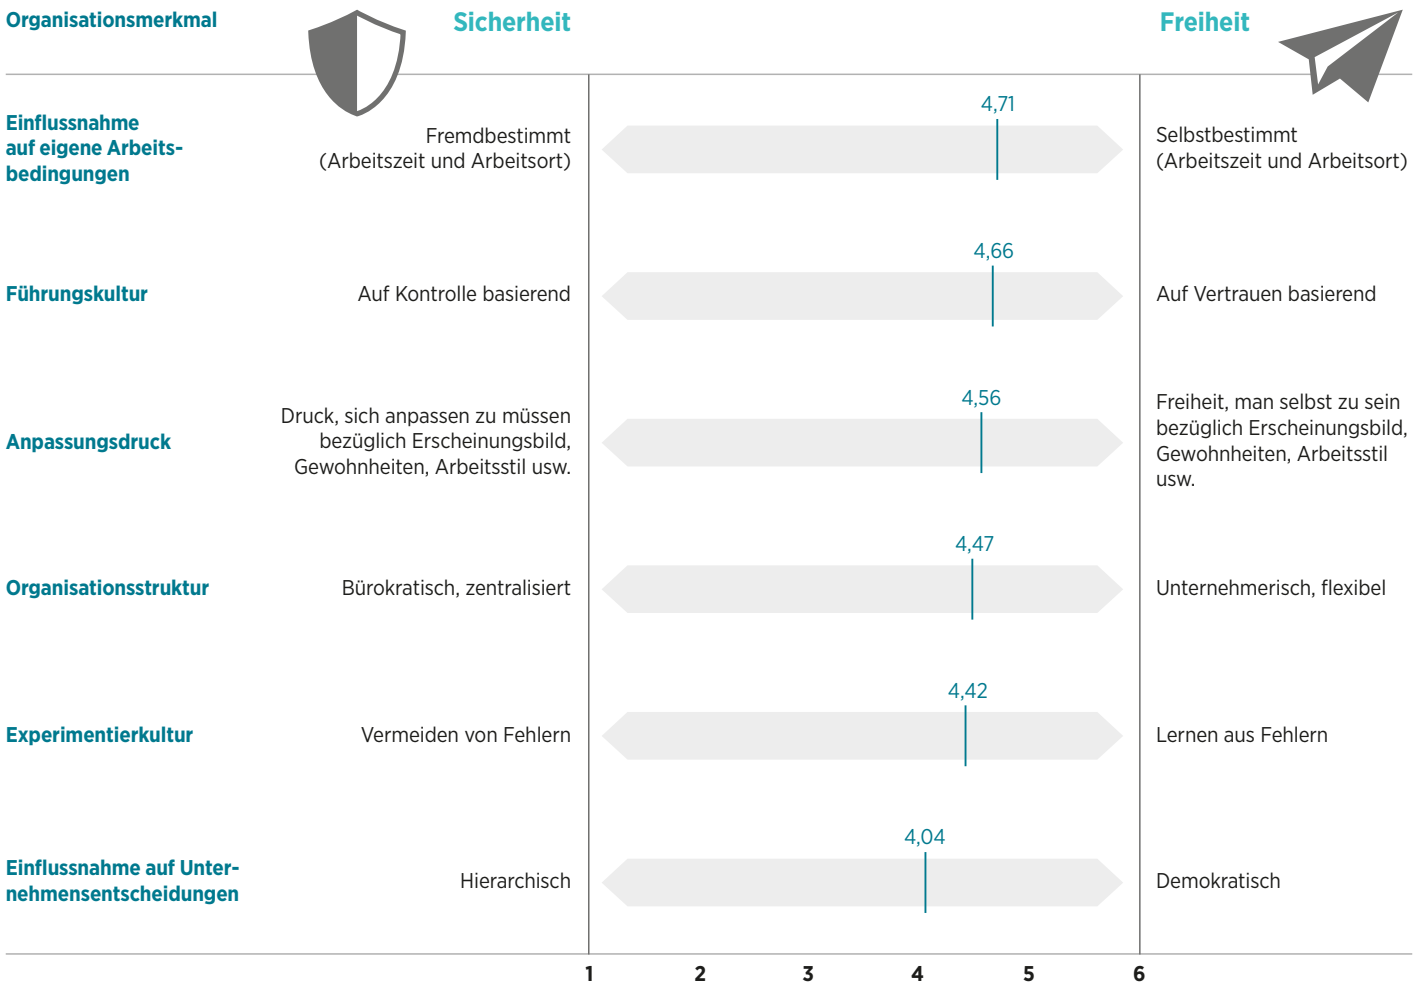 Organisationsmerkmal
Sicherheit
Freiheit
Einflussnahme
auf eigene Arbeits-
bedingungen
Fremdbestimmt
(Arbeitszeit und Arbeitsort)
4,71
Selbstbestimmt
(Arbeitszeit und Arbeitsort)
Führungskultur
Auf Kontrolle basierend
4,66
Auf Vertrauen basierend
Anpassungsdruck
Druck, sich anpassen zu müssen
bezüglich Erscheinungsbild,
Gewohnheiten, Arbeitsstil usw.
4,56
Freiheit, man selbst zu sein
bezüglich Erscheinungsbild,
Gewohnheiten, Arbeitsstil
usw.
Organisationsstruktur
Bürokratisch, zentralisiert
4,47
Unternehmerisch, flexibel
Experimentierkultur
Vermeiden von Fehlern
4,42
Lernen aus Fehlern
Einflussnahme auf Unter-
nehmensentscheidungen
Hierarchisch
4,04
Demokratisch
1 2 3 4 5 6